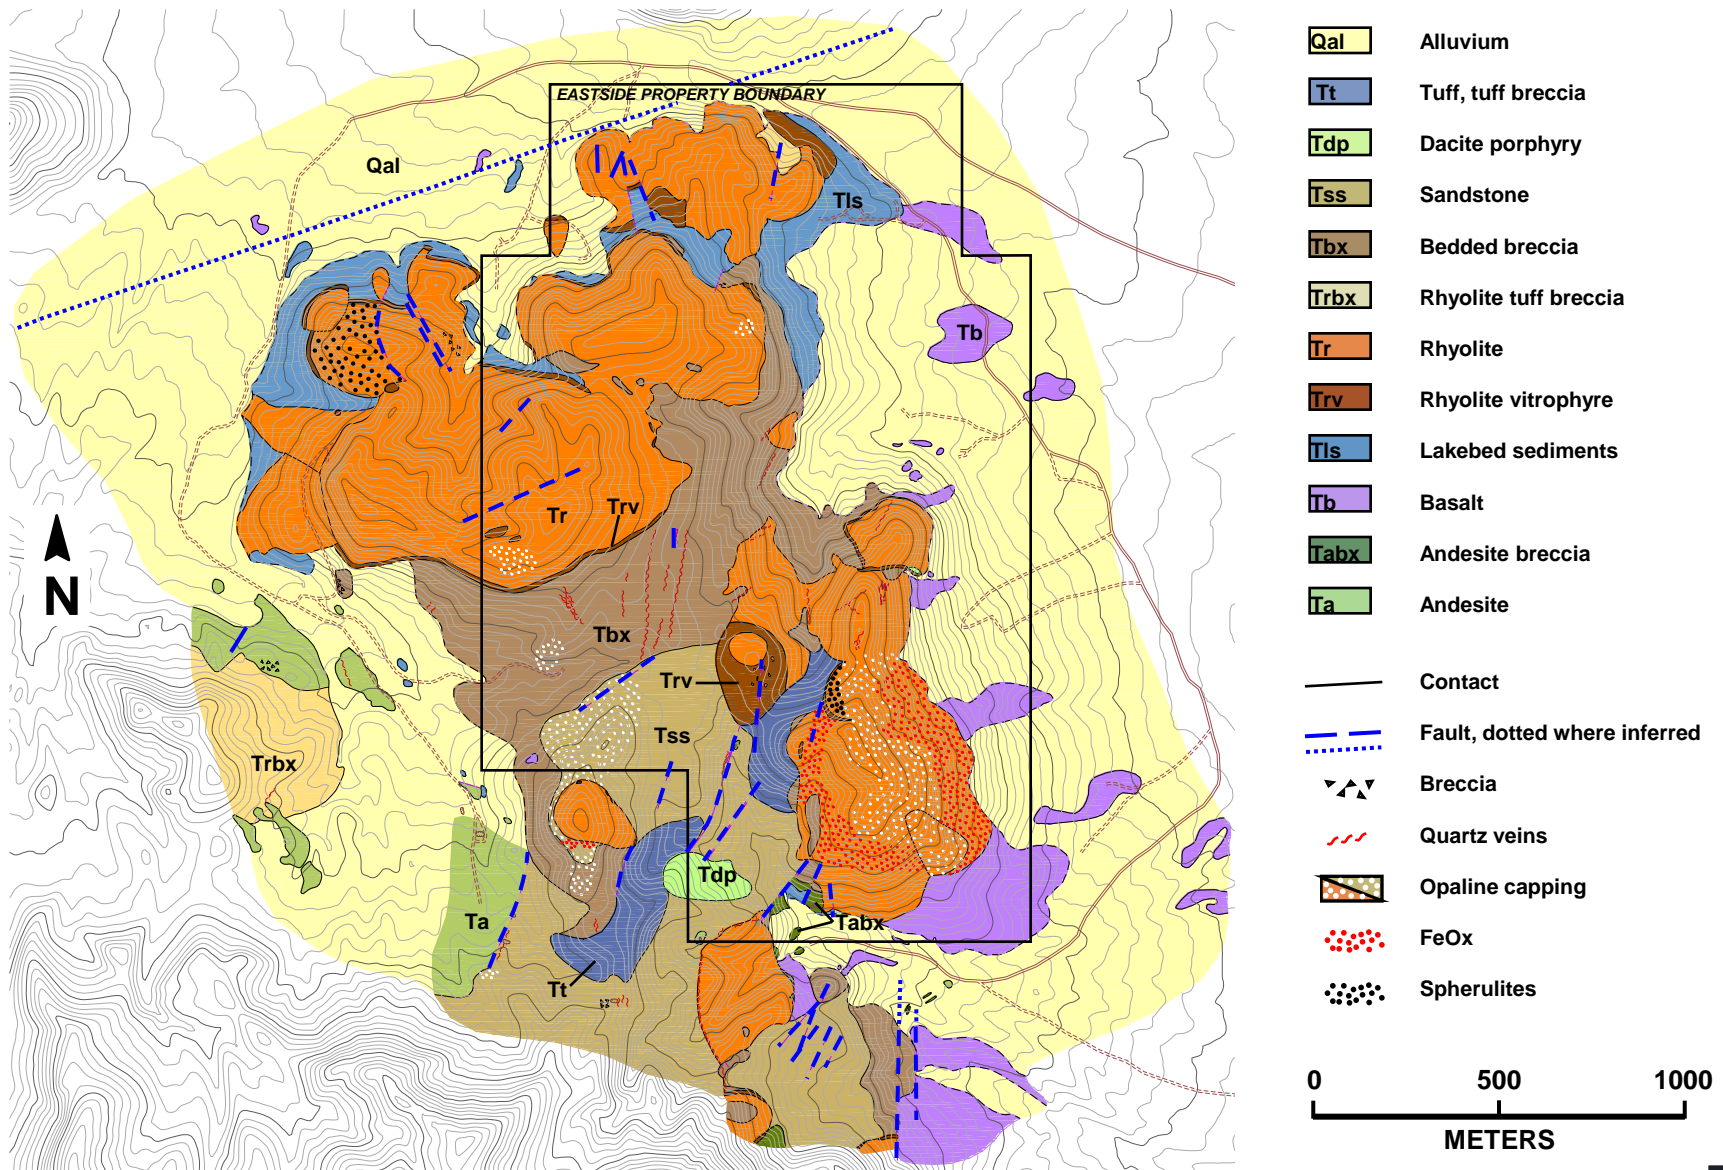 EASTSIDE PROPERTY BOUNDARY
Qal
Tls
Tb
Tr
Trv
Tbx
Trv
Tss
Trbx
Tdp
Ta
Tabx
Tt
N
Qal Alluvium
Tt Tuff, tuff breccia
Tdp Dacite porphyry
Tss Sandstone
Tbx Bedded breccia
Trbx Rhyolite tuff breccia
Tr Rhyolite
Trv Rhyolite vitrophyre
Tls Lakebed sediments
Tb Basalt
Tabx Andesite breccia
Ta Andesite
Contact
Fault, dotted where inferred
Breccia
Quartz veins
Opaline capping
FeOx
Spherulites
0 500 1000
METERS